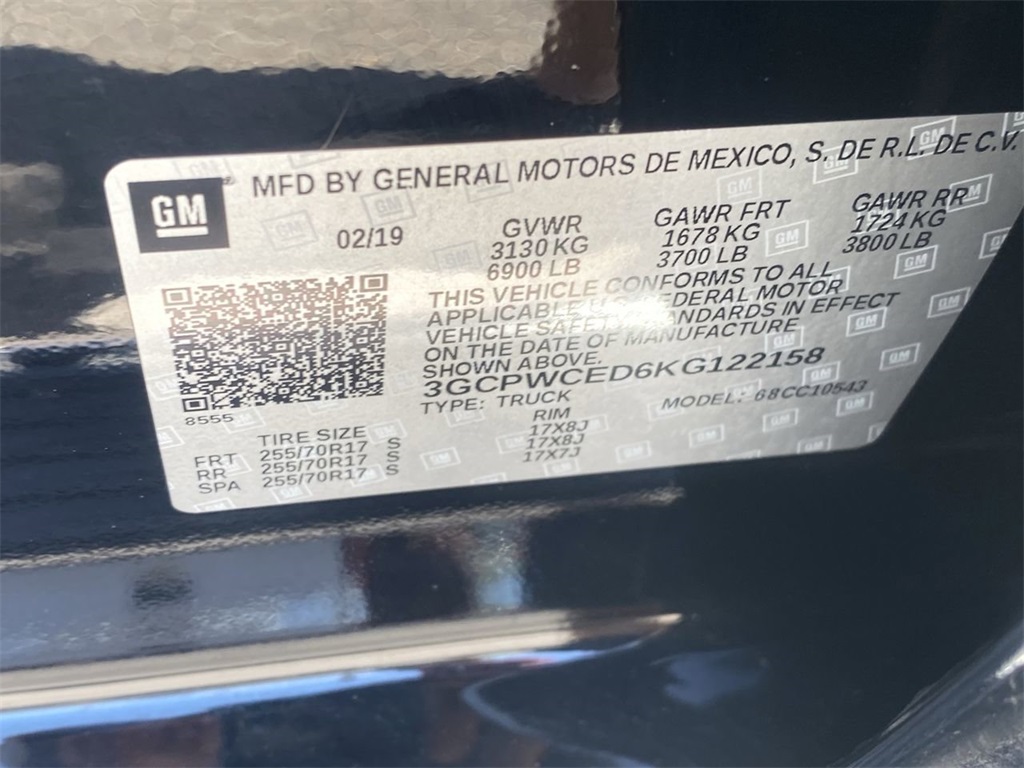 GM® MFD BY GENERAL MOTORS DE MEXICO, S. DE R.L. DE C.V.
02/19 GVWR GAWR FRT GAWR RR
3130 KG 1678 KG 1724 KG
6900 LB 3700 LB 3800 LB
THIS VEHICLE CONFORMS TO ALL
APPLICABLE U.S. FEDERAL MOTOR
VEHICLE SAFETY STANDARDS IN EFFECT
ON THE DATE OF MANUFACTURE
SHOWN ABOVE.
3GCPWCED6KG122158
8555 TYPE: TRUCK MODEL: 68CC10543
TIRE SIZE RIM
FRT 255/70R17 S 17X8J
RR 255/70R17 S 17X8J
SPA 255/70R17 S 17X7J